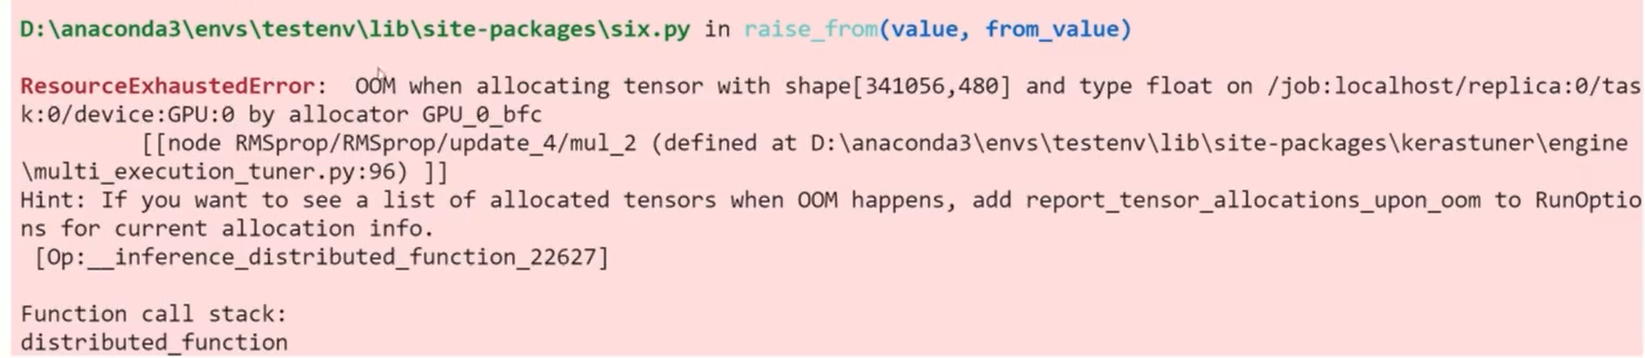 D:\anaconda3\envs\testenv\lib\site-packages\six.py in raise_from(value, from_value)
ResourceExhaustedError:  OOM when allocating tensor with shape[341056,480] and type float on /job:localhost/replica:0/tas
k:0/device:GPU:0 by allocator GPU_0_bfc
[[node RMSprop/RMSprop/update_4/mul_2 (defined at D:\anaconda3\envs\testenv\lib\site-packages\kerastuner\engine
\multi_execution_tuner.py:96) ]]
Hint: If you want to see a list of allocated tensors when OOM happens, add report_tensor_allocations_upon_oom to RunOptio
ns for current allocation info.
[Op:__inference_distributed_function_22627]
Function call stack:
distributed_function